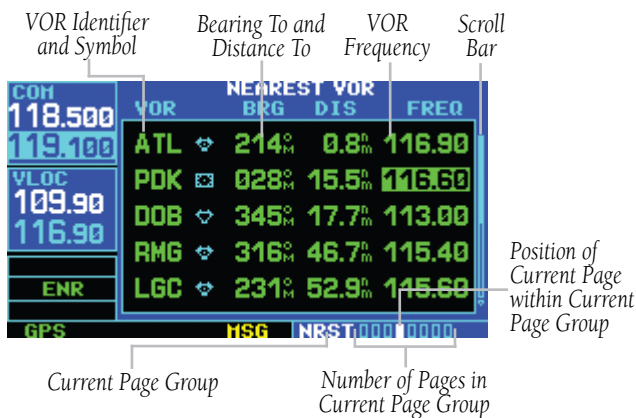 VOR Identifier and Symbol
Bearing To and Distance To
VOR Frequency
Scroll Bar
NEAREST VOR
COM
118.500
119.100
VLOC
109.90
116.90
ENR
GPS
VOR BRG DIS FREQ
ATL 214°M 0.8nm 116.90
PDK 028°M 15.5nm 116.60
DOB 345°M 17.7nm 113.00
RMG 316°M 46.7nm 115.40
LGC 231°M 52.9nm 115.60
MSG NRST
Position of Current Page within Current Page Group
Current Page Group
Number of Pages in Current Page Group